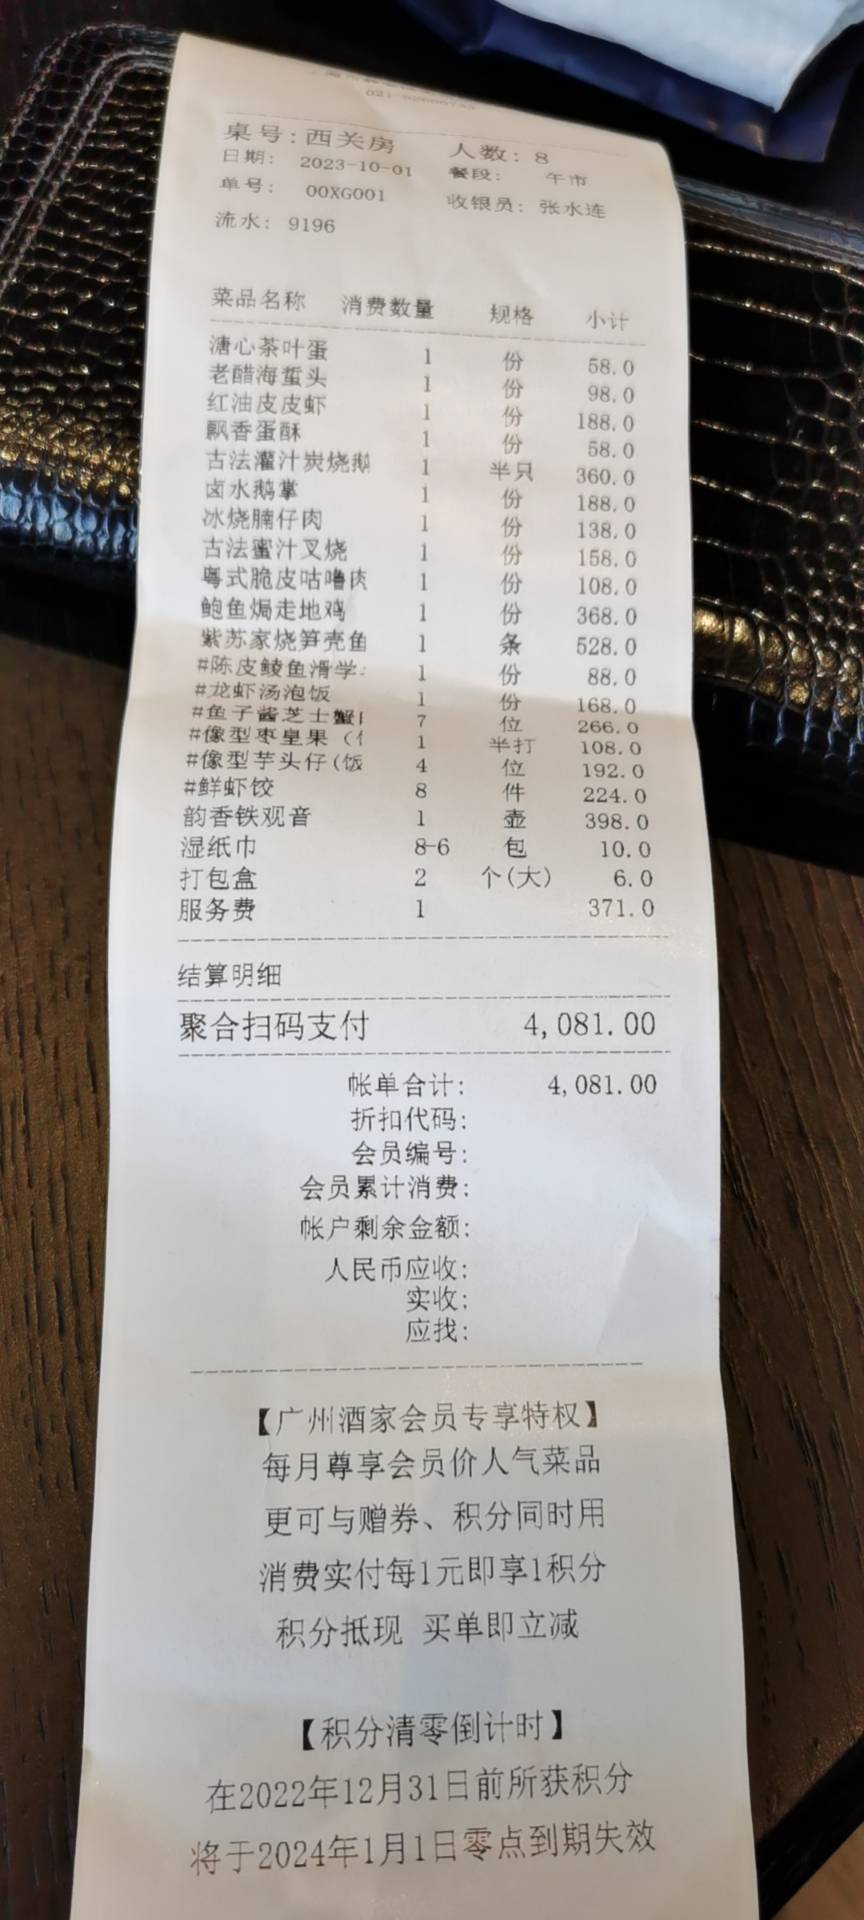 桌号: 西关房 人数: 8
日期: 2023-10-01 餐段: 午市
单号: 00XG001 收银员: 张水连
流水: 9196
菜品名称 消费数量 规格 小计
溏心茶叶蛋 1 份 58.0
老醋海蜇头 1 份 98.0
红油皮皮虾 1 份 188.0
飘香蛋酥 1 份 58.0
古法灌汁炭烧鹅 1 半只 360.0
卤水鹅掌 1 份 188.0
冰烧腩仔肉 1 份 138.0
古法蜜汁叉烧 1 份 158.0
粤式脆皮咕噜肉 1 份 108.0
鲍鱼焗走地鸡 1 份 368.0
紫苏家烧笋壳鱼 1 条 528.0
#陈皮鲮鱼滑学 1 份 88.0
#龙虾汤泡饭 1 份 168.0
#鱼子酱芝士蟹 7 位 266.0
#像型枣皇果 ( 1 半打 108.0
#像型芋头仔(饭 4 位 192.0
#鲜虾饺 8 件 224.0
韵香铁观音 1 壶 398.0
湿纸巾 8-6 包 10.0
打包盒 2 个(大) 6.0
服务费 1 371.0
结算明细
聚合扫码支付 4,081.00
帐单合计: 4,081.00
折扣代码:
会员编号:
会员累计消费:
帐户剩余金额:
人民币应收:
实收:
应找:
【广州酒家会员专享特权】
每月尊享会员价人气菜品
更可与赠券、积分同时用
消费实付每1元即享1积分
积分抵现 买单即立减
【积分清零倒计时】
在2022年12月31日前所获积分
将于2024年1月1日零点到期失效